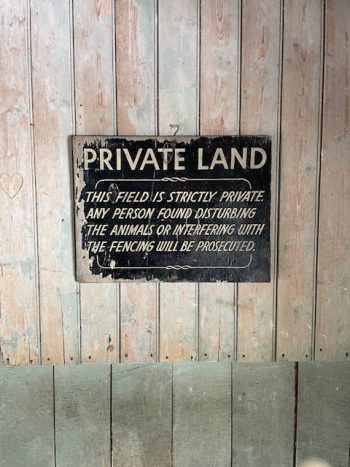 PRIVATE LAND
THIS FIELD IS STRICTLY PRIVATE.
ANY PERSON FOUND DISTURBING
THE ANIMALS OR INTERFERING WITH
THE FENCING WILL BE PROSECUTED.